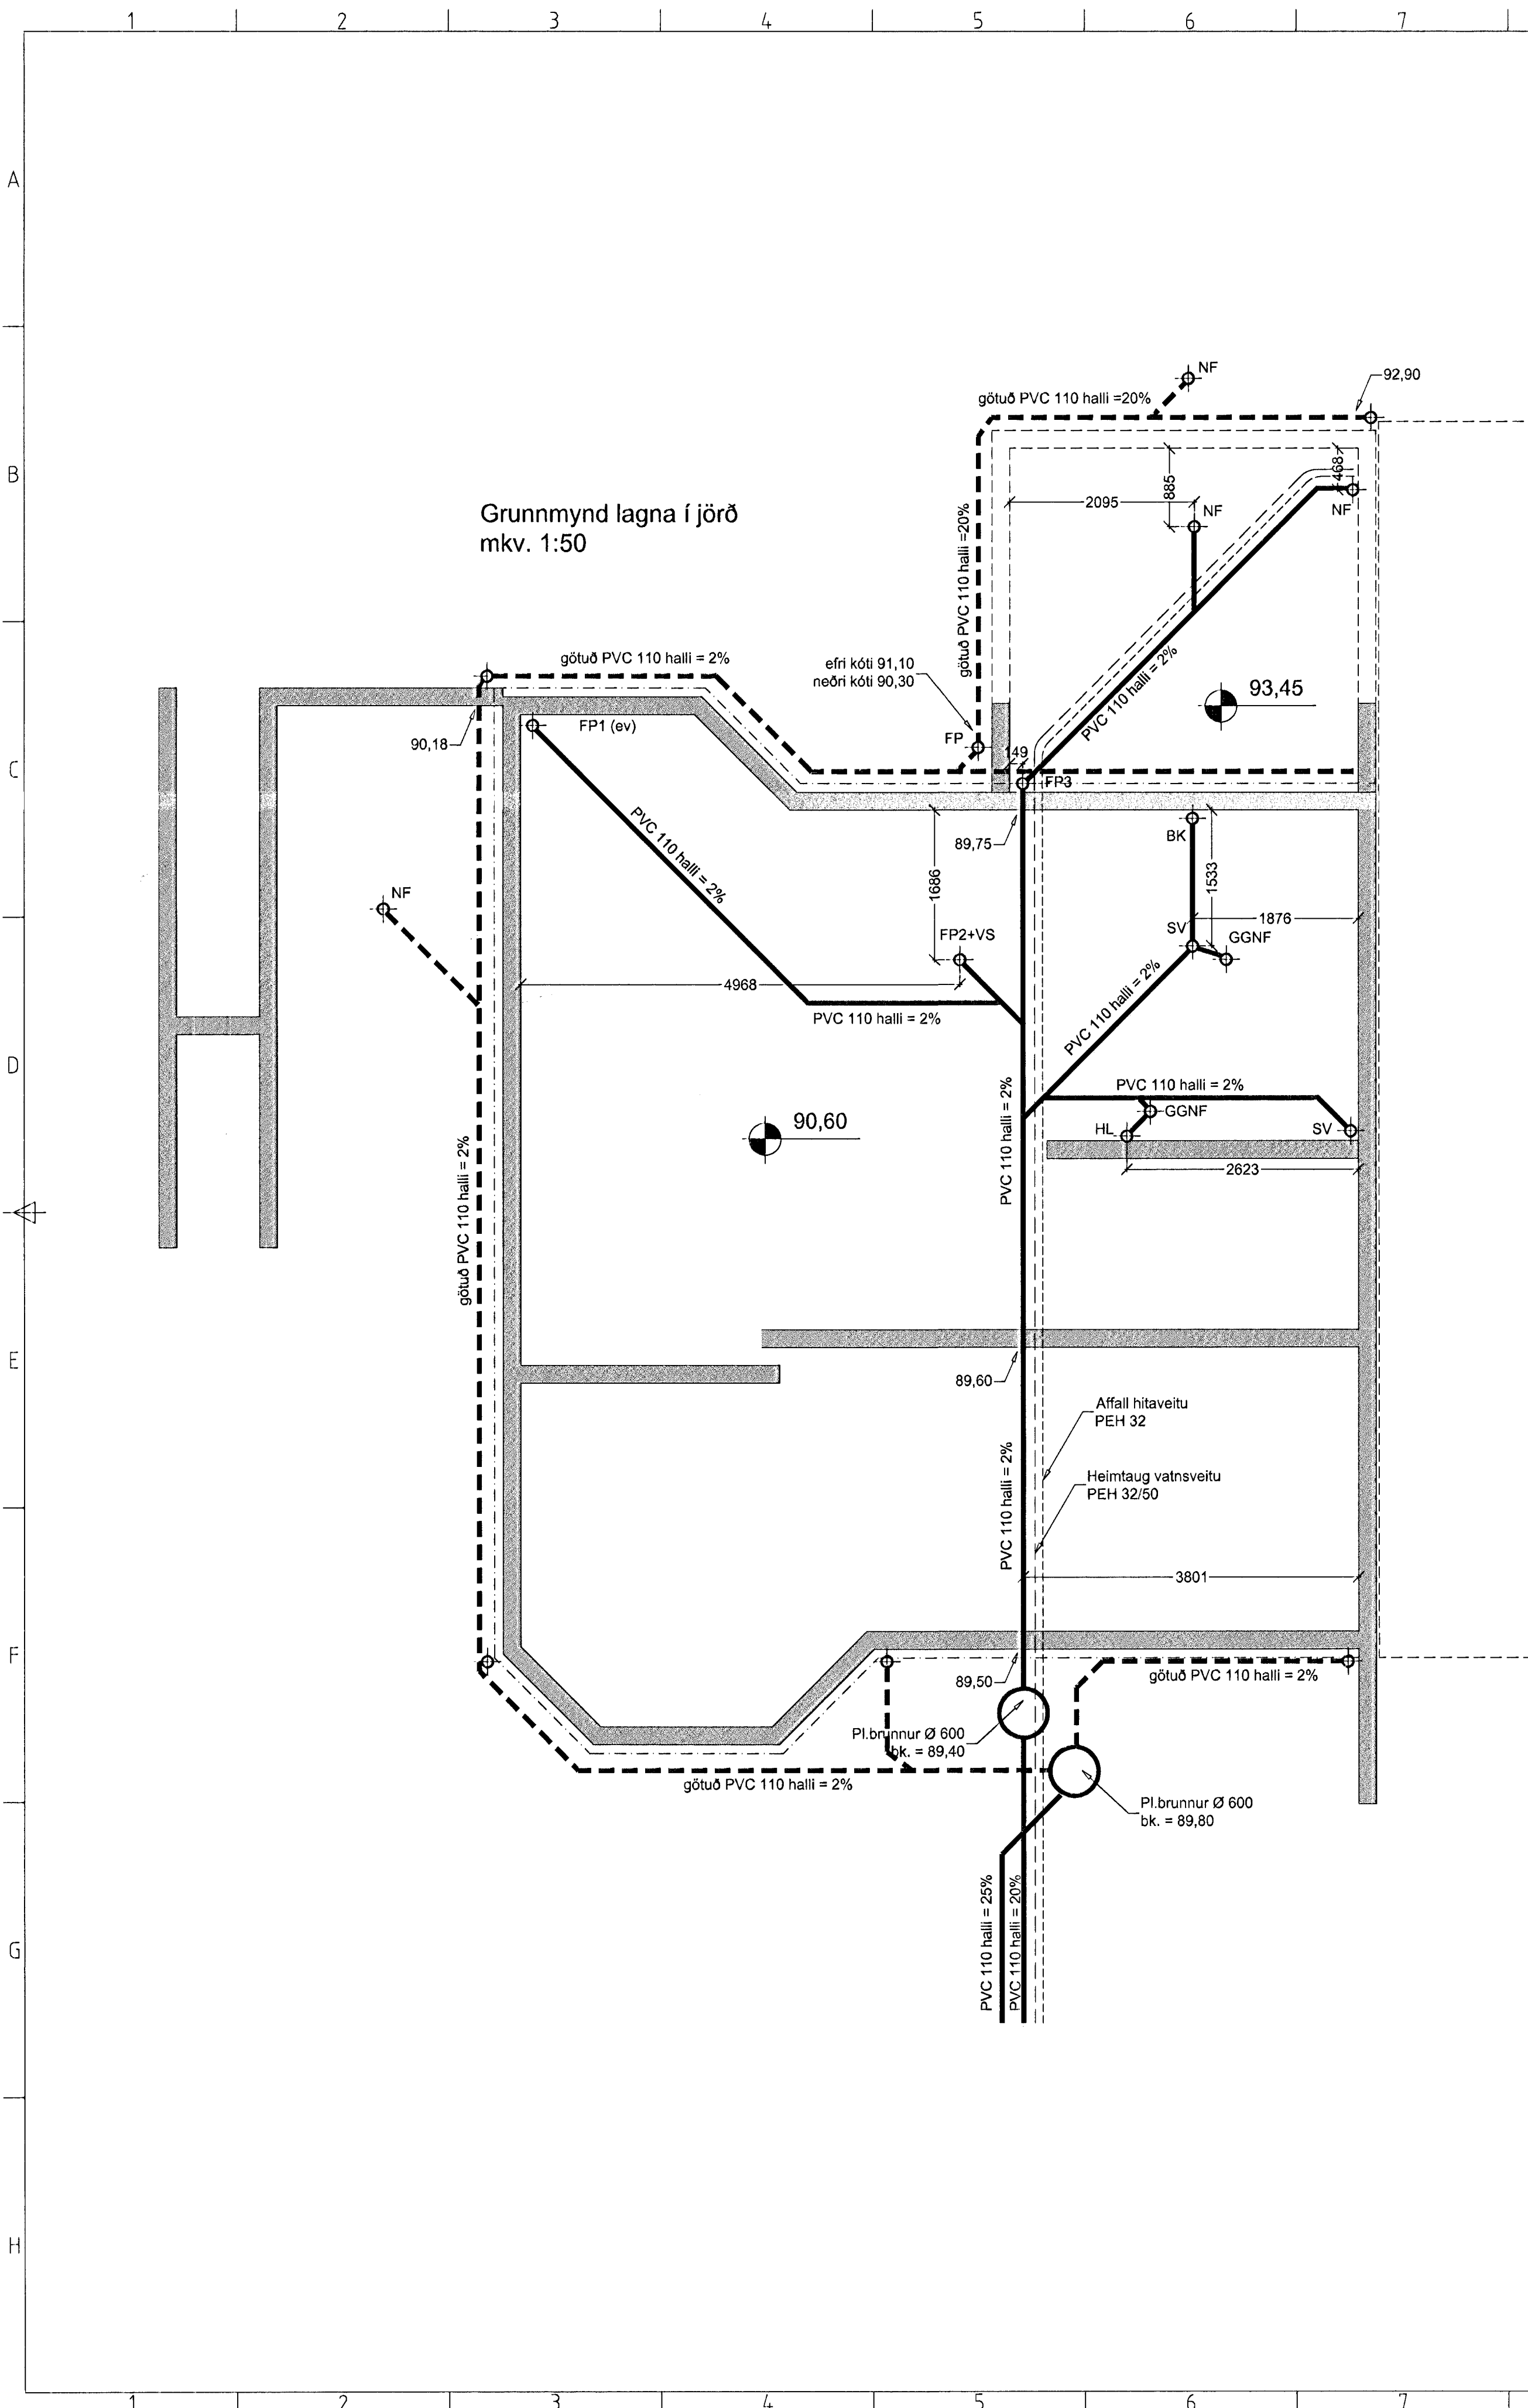 1 2 3 4 5 6 7
A
NF
92,90
götuð PVC 110 halli =20%
B
468
885
2095
Grunnmynd lagna í jörð
mkv. 1:50
NF
NF
götuð PVC 110 halli =20%
götuð PVC 110 halli = 2%
efri kóti 91,10
neðri kóti 90,30
PVC 110 halli = 2%
93,45
FP1 (ev)
90,18
FP
149
C
FP3
PVC 110 halli = 2%
89,75
BK
1686
1533
NF
1876
FP2+VS
SV
GGNF
4968
PVC 110 halli = 2%
PVC 110 halli = 2%
D
PVC 110 halli = 2%
PVC 110 halli = 2%
GGNF
90,60
HL
SV
2623
götuð PVC 110 halli = 2%
E
89,60
Affall hitaveitu
PEH 32
PVC 110 halli = 2%
Heimtaug vatnsveitu
PEH 32/50
3801
F
89,50
götuð PVC 110 halli = 2%
Pl.brunnur Ø 600
bk. = 89,40
götuð PVC 110 halli = 2%
Pl.brunnur Ø 600
bk. = 89,80
PVC 110 halli = 25%
PVC 110 halli = 20%
G
H
1 2 3 4 5 6 7